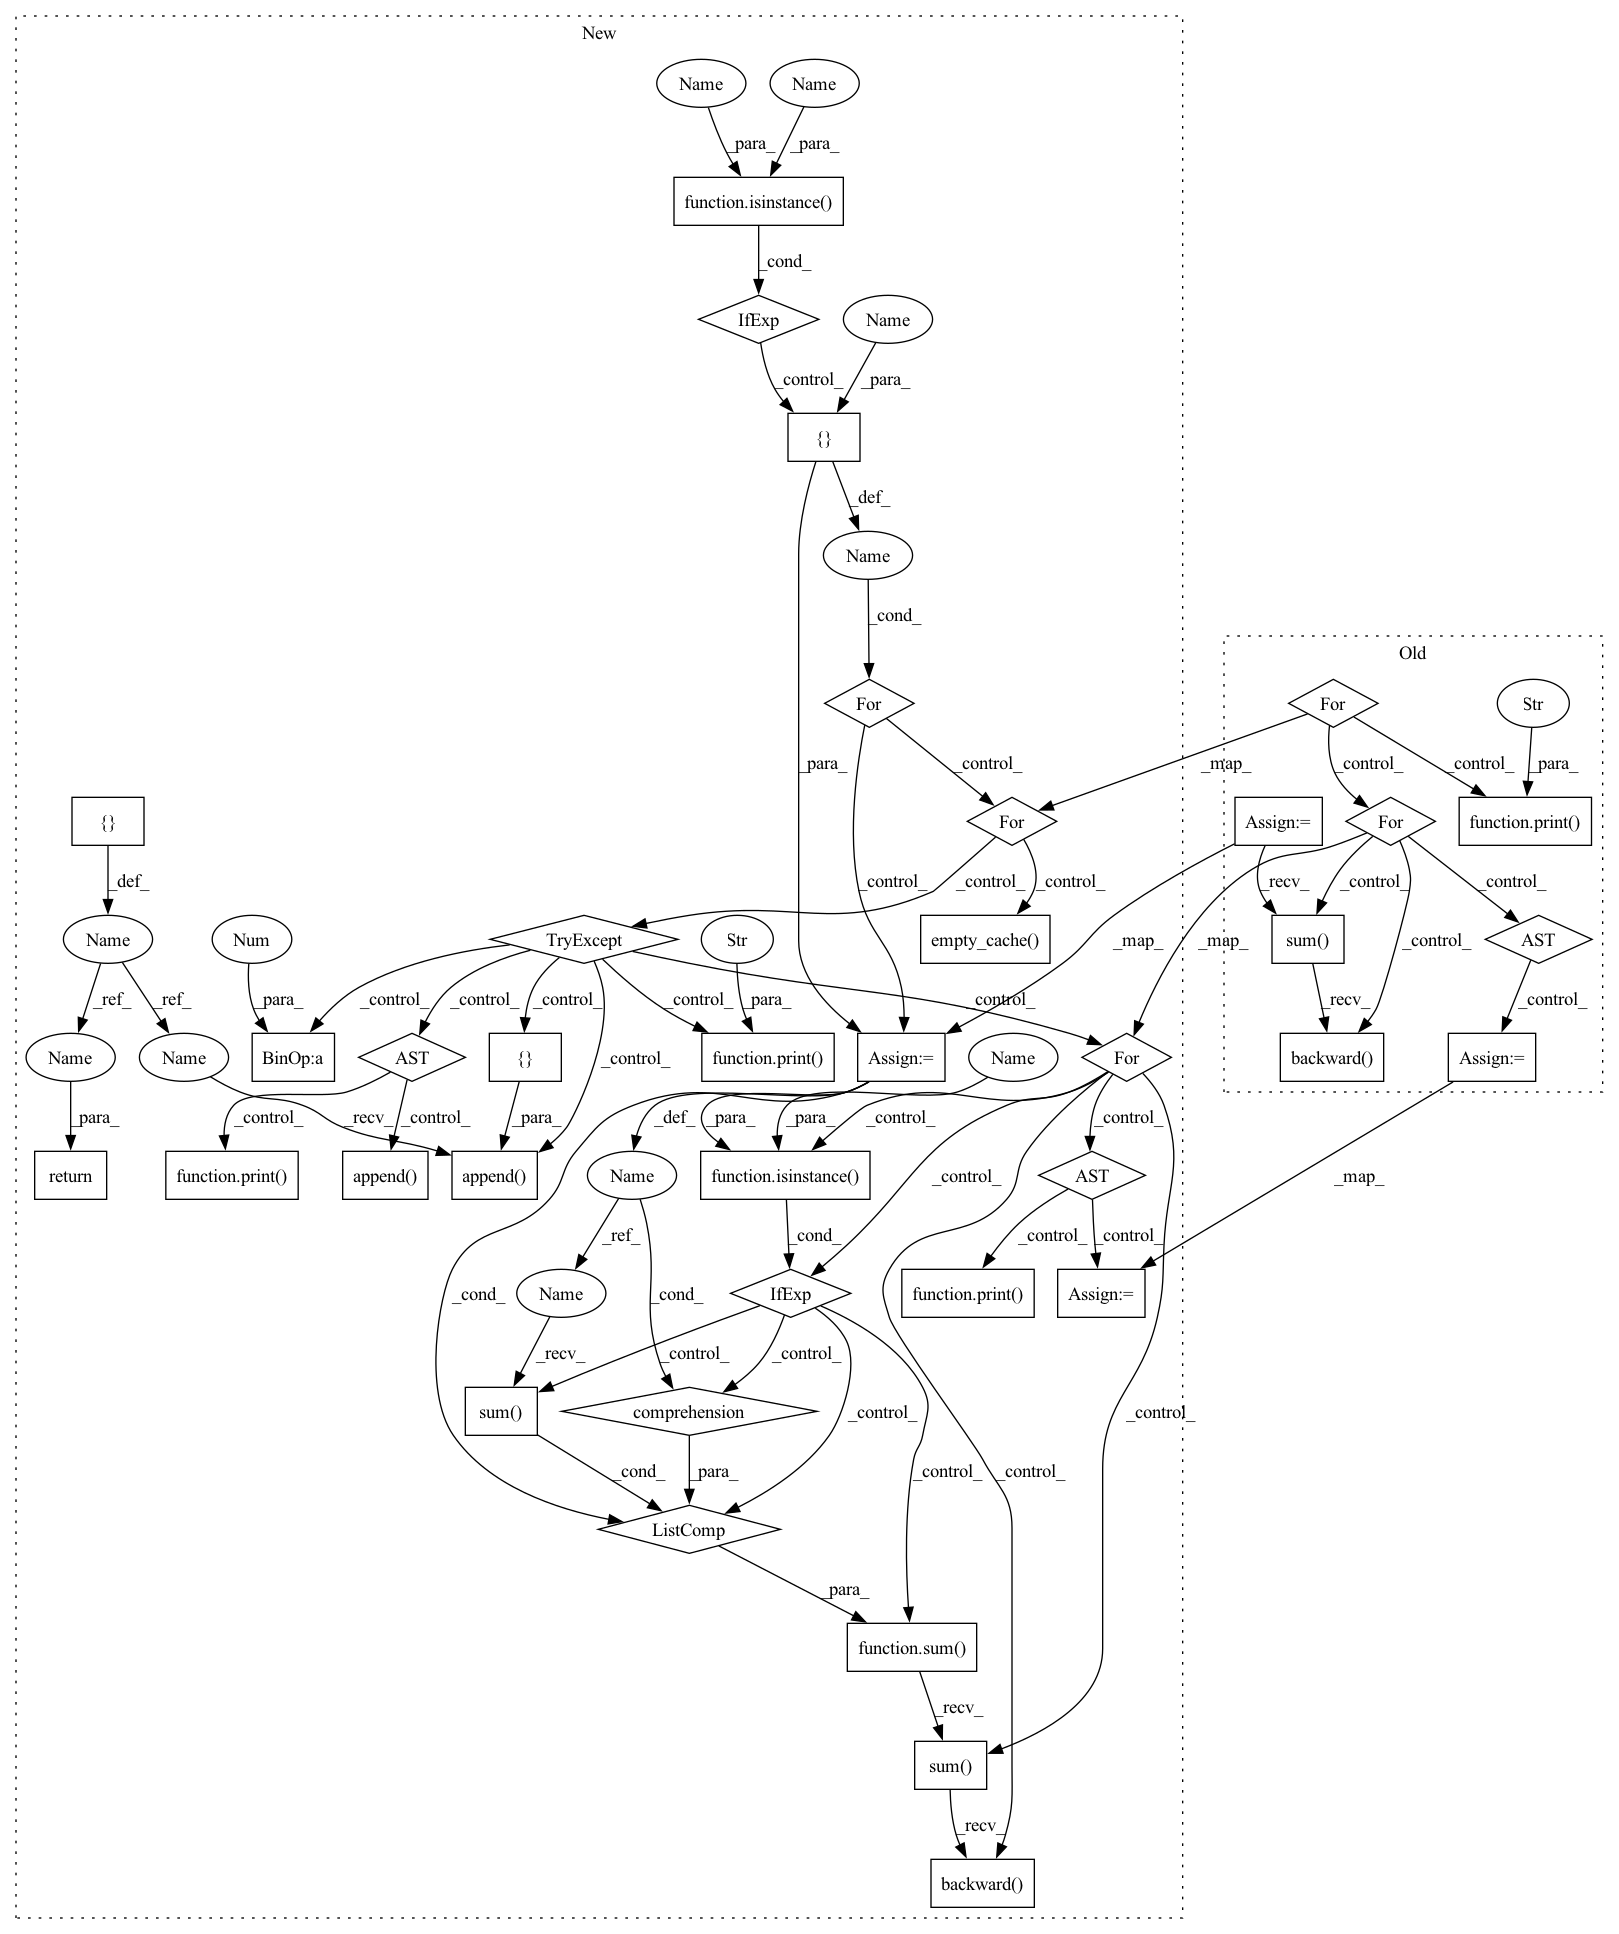 New
Name Name
_para_ _para_
function.isinstance()
_cond_
IfExp Name
_control_ _para_
{}
_def_
Name
_cond_
Old
For For Str
_para_ _control_ _map_ _control_ _control_ _para_
{} For Assign:= For function.print()
_def_ _control_ _control_ _control_ _recv_ _control_ _control_
Name Num TryExcept Str empty_cache() sum() AST
_ref_ _ref_ _para_ _control_ _control_ _control_ _control_ _para_ _control_ _map_ _map_ _recv_ _control_ _control_
Name Name BinOp:a AST {} function.print() Assign:= Name For backward() Assign:=
_control_
_para_ _control_ _recv_ _control_ _para_ _def_ _para_ _para_ _control_ _control_
return function.print() append() append() Name function.isinstance() AST
_control_ _map_
_ref_ _cond_ _control_ _control_
Name IfExp function.print() Assign:=
_cond_ _cond_
_recv_ _control_ _control_
sum() comprehension
_control_ _control_
_cond_ _para_ _control_ _control_
ListComp
_para_
function.sum()
_recv_
sum()
_recv_
backward()